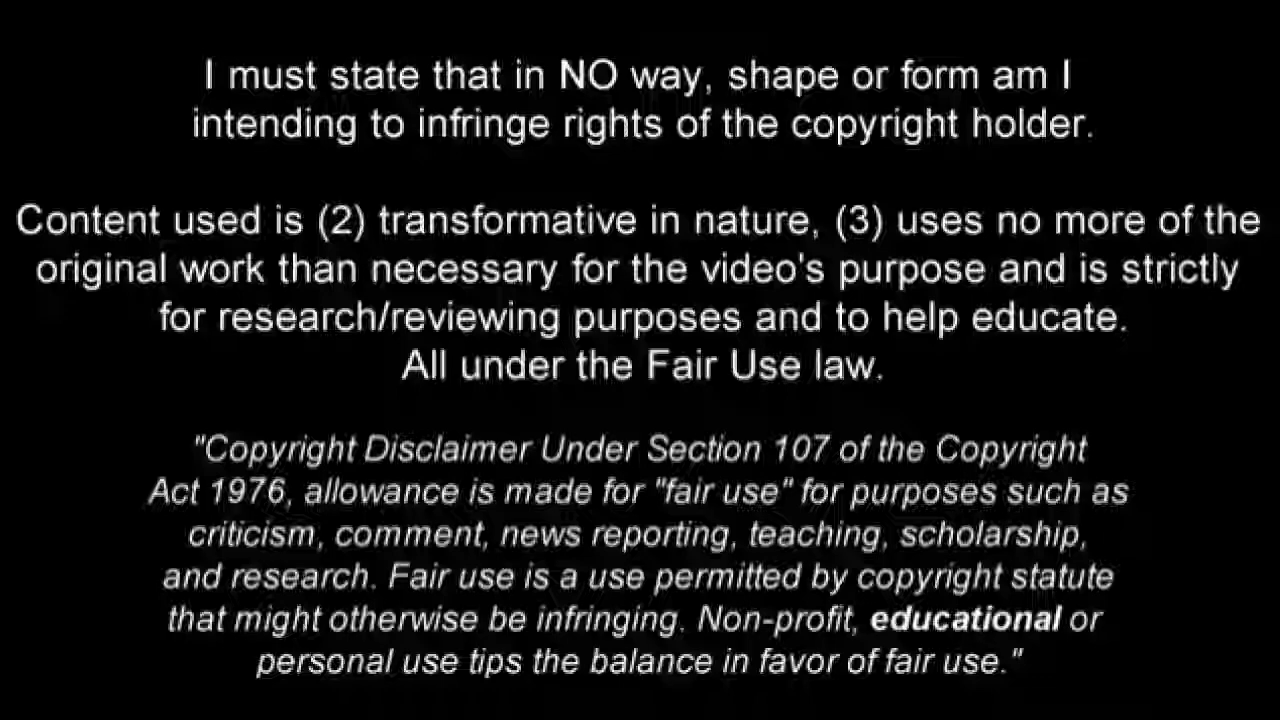 I must state that in NO way, shape or form am I
intending to infringe rights of the copyright holder.
Content used is (2) transformative in nature, (3) uses no more of the
original work than necessary for the video's purpose and is strictly
for research/reviewing purposes and to help educate.
All under the Fair Use law.
"Copyright Disclaimer Under Section 107 of the Copyright
Act 1976, allowance is made for "fair use" for purposes such as
criticism, comment, news reporting, teaching, scholarship,
and research. Fair use is a use permitted by copyright statute
that might otherwise be infringing. Non-profit, educational or
personal use tips the balance in favor of fair use."